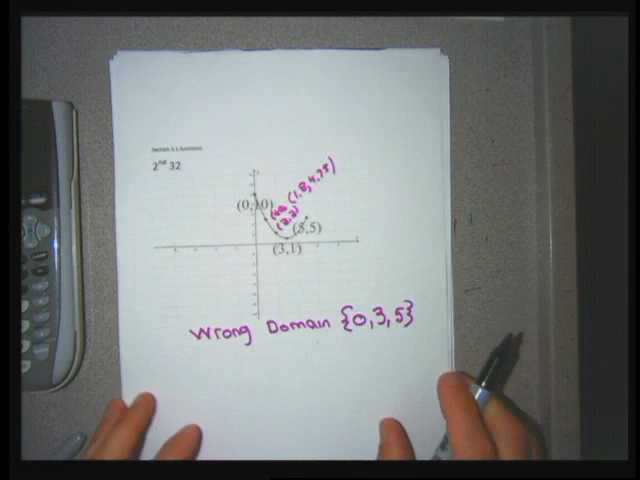 Section 3.1 Functions
2nd 32
(0,10)
(1.8,4.75)
(2,2)
(5,5)
(3,1)
Wrong Domain {0,3,5}